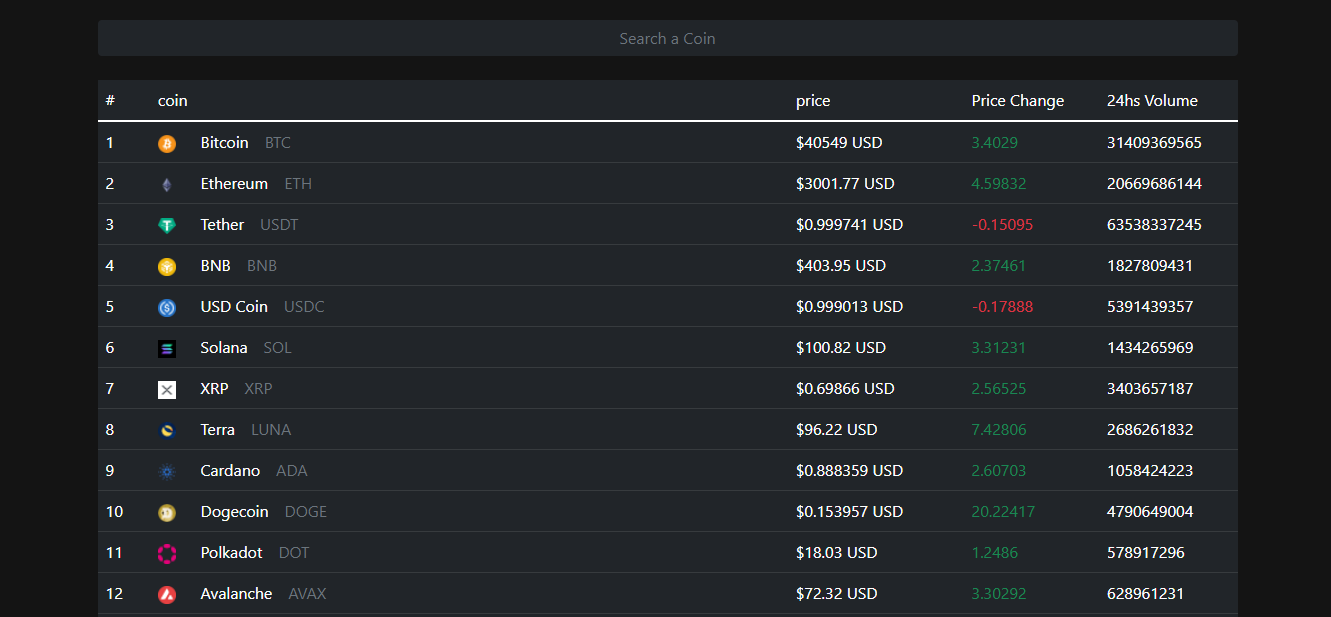 Search a Coin
# coin price Price Change 24hs Volume
1 Bitcoin BTC $40549 USD 3.4029 31409369565
2 Ethereum ETH $3001.77 USD 4.59832 20669686144
3 Tether USDT $0.999741 USD -0.15095 63538337245
4 BNB BNB $403.95 USD 2.37461 1827809431
5 USD Coin USDC $0.999013 USD -0.17888 5391439357
6 Solana SOL $100.82 USD 3.31231 1434265969
7 XRP XRP $0.69866 USD 2.56525 3403657187
8 Terra LUNA $96.22 USD 7.42806 2686261832
9 Cardano ADA $0.888359 USD 2.60703 1058424223
10 Dogecoin DOGE $0.153957 USD 20.22417 4790649004
11 Polkadot DOT $18.03 USD 1.2486 578917296
12 Avalanche AVAX $72.32 USD 3.30292 628961231